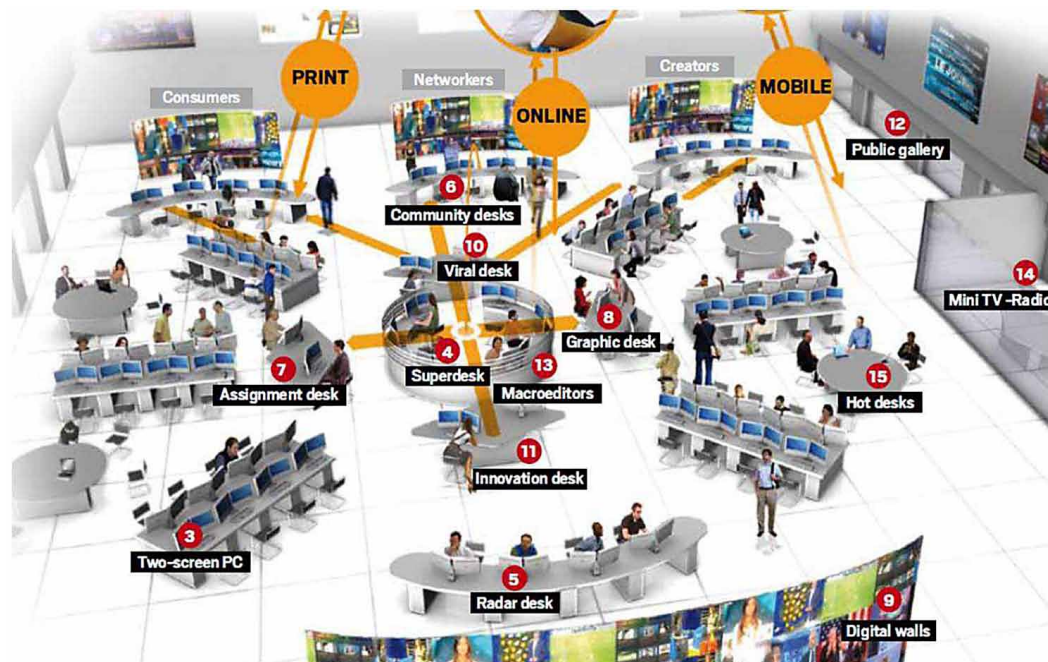 PRINT
Networkers
Creators
MOBILE
Consumers
ONLINE
12
Public gallery
6
Community desks
10
Viral desk
14
Mini TV-Radio
8
Graphic desk
4
Superdesk
13
Macroeditors
7
Assignment desk
15
Hot desks
11
Innovation desk
3
Two-screen PC
5
Radar desk
9
Digital walls